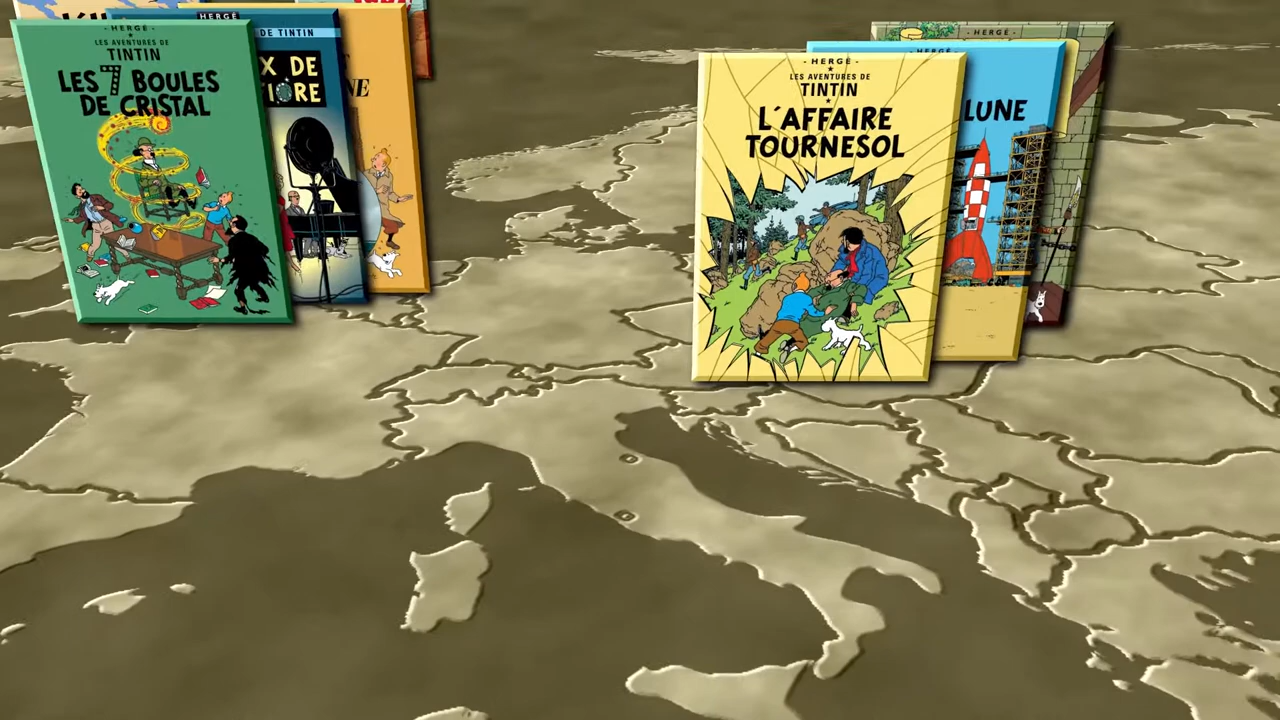 HERGÉ
LES AVENTURES DE
TINTIN
LES 7 BOULES
DE CRISTAL
HERGÉ
DE TINTIN
X DE
NE
- HERGÉ -
LES AVENTURES DE
TINTIN
L'AFFAIRE
TOURNESOL
HERGÉ
LUNE
- HERGÉ -